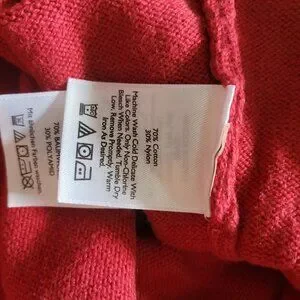 70% Cotton
30% Nylon
Machine Wash Cold Delicate With
Like Colors. Only Non-Chlorine
Bleach When Needed. Tumble Dry
Low. Remove Promptly. Warm
Iron As Desired.
70% BAUMW
30% POLYAMID
Mit ähnlichen Farben waschen.